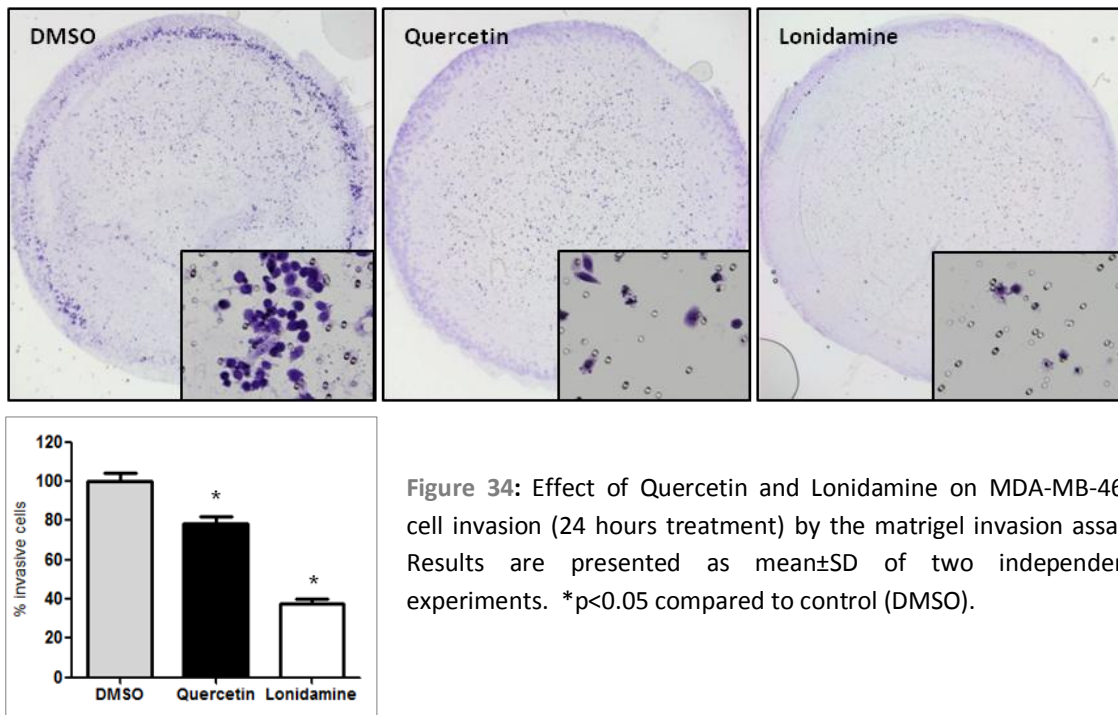 DMSO
Quercetin
Lonidamine
120
100
80
60
40
20
0
% invasive cells
*
*
DMSO Quercetin Lonidamine
Figure 34: Effect of Quercetin and Lonidamine on MDA-MB-46
cell invasion (24 hours treatment) by the matrigel invasion assa
Results are presented as mean±SD of two independen
experiments. *p<0.05 compared to control (DMSO).